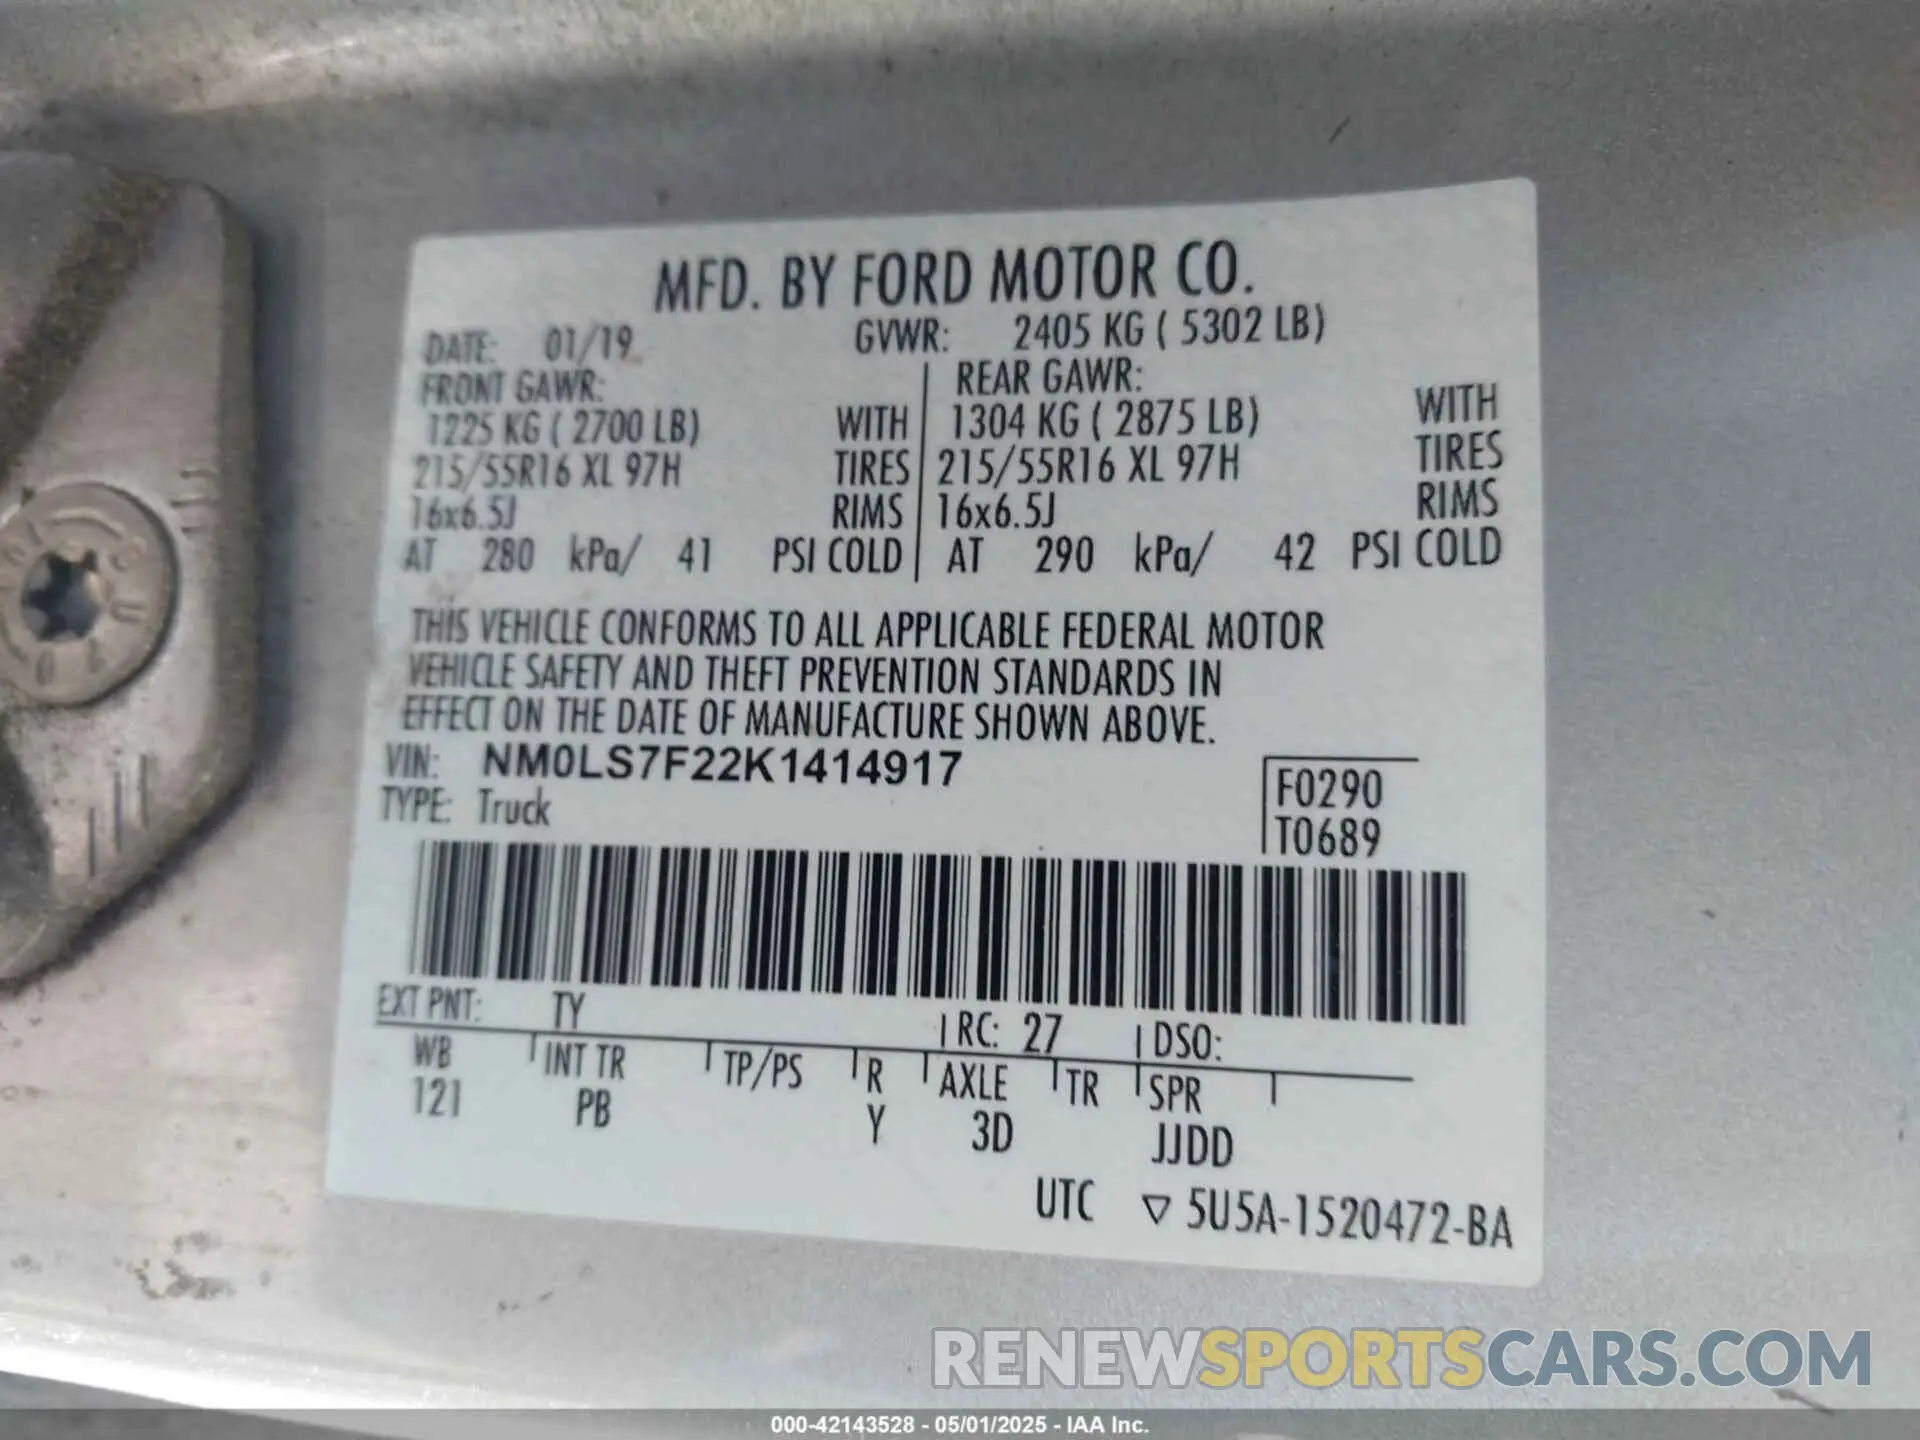 MFD. BY FORD MOTOR CO.
DATE: 01/19 GVWR: 2405 KG ( 5302 LB)
FRONT GAWR: REAR GAWR:
1225 KG ( 2700 LB) WITH 1304 KG ( 2875 LB) WITH
215/55R16 XL 97H TIRES 215/55R16 XL 97H TIRES
16x6.5J RIMS 16x6.5J RIMS
AT 280 kPa/ 41 PSI COLD AT 290 kPa/ 42 PSI COLD
THIS VEHICLE CONFORMS TO ALL APPLICABLE FEDERAL MOTOR
VEHICLE SAFETY AND THEFT PREVENTION STANDARDS IN
EFFECT ON THE DATE OF MANUFACTURE SHOWN ABOVE.
VIN: NM0LS7F22K1414917
TYPE: Truck
F0290
T0689
EXT PNT: TY RC: 27 DSO:
WB INT TR TP/PS R AXLE TR SPR
121 PB Y 3D JJDD
UTC ▽ 5U5A-1520472-BA
RENEWSPORTSCARS.COM
000-42143528 - 05/01/2025 - IAA Inc.